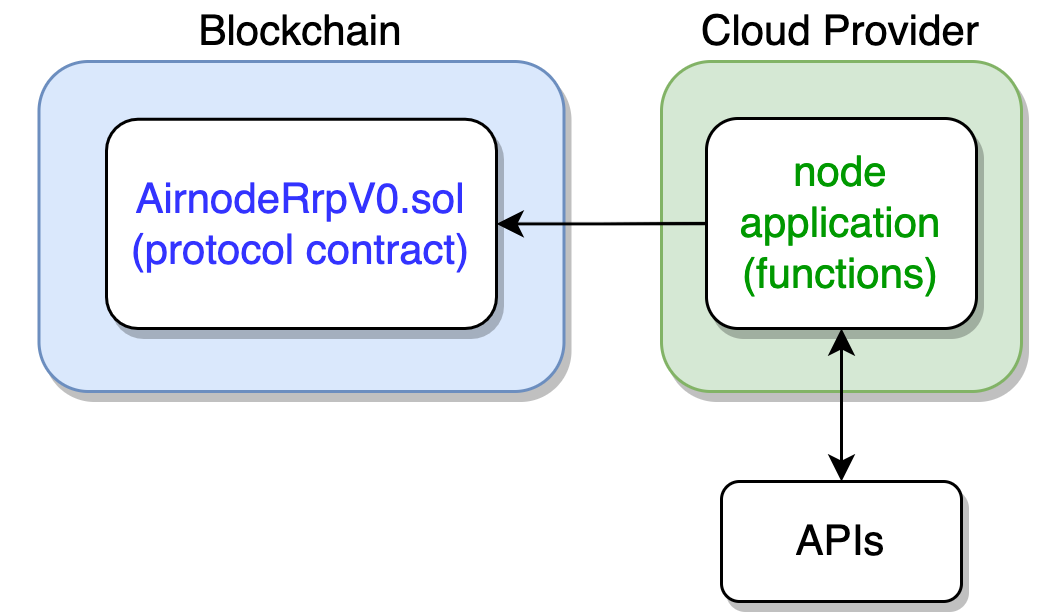 Blockchain
Cloud Provider
AirnodeRrpV0.sol
(protocol contract)
node
application
(functions)
APIs